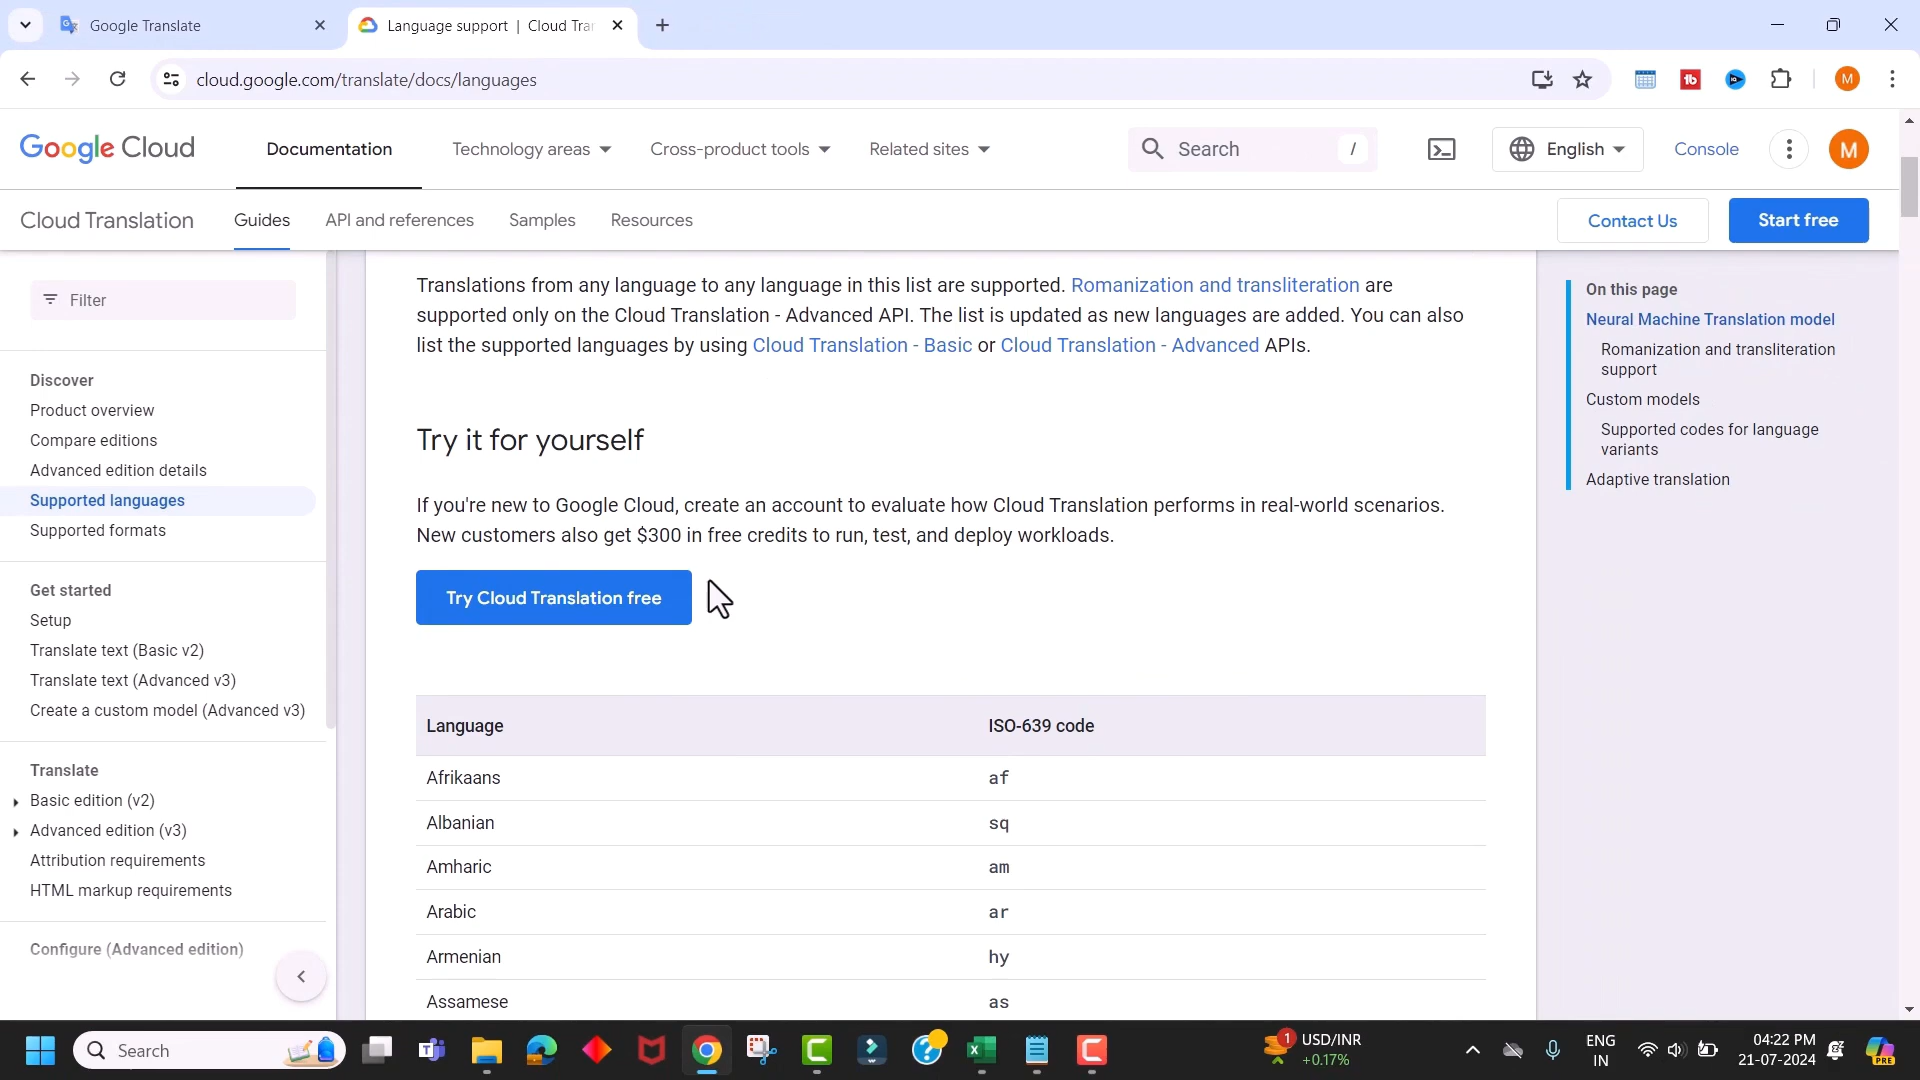 Google Translate
Language support | Cloud Tra
cloud.google.com/translate/docs/languages
M
Google Cloud
Documentation
Technology areas
Cross-product tools
Related sites
Search /
English
Console
M
Cloud Translation
Guides
API and references
Samples
Resources
Contact Us
Start free
Filter
Discover
Product overview
Compare editions
Advanced edition details
Supported languages
Supported formats
Get started
Setup
Translate text (Basic v2)
Translate text (Advanced v3)
Create a custom model (Advanced v3)
Translate
Basic edition (v2)
Advanced edition (v3)
Attribution requirements
HTML markup requirements
Configure (Advanced edition)
Translations from any language to any language in this list are supported. Romanization and transliteration are
supported only on the Cloud Translation - Advanced API. The list is updated as new languages are added. You can also
list the supported languages by using Cloud Translation - Basic or Cloud Translation - Advanced APIs.
Try it for yourself
If you're new to Google Cloud, create an account to evaluate how Cloud Translation performs in real-world scenarios.
New customers also get $300 in free credits to run, test, and deploy workloads.
Try Cloud Translation free
Language ISO-639 code
Afrikaans af
Albanian sq
Amharic am
Arabic ar
Armenian hy
Assamese as
On this page
Neural Machine Translation model
Romanization and transliteration
support
Custom models
Supported codes for language
variants
Adaptive translation
Search
1
USD/INR
+0.17%
ENG
IN
04:22 PM
21-07-2024
PRE